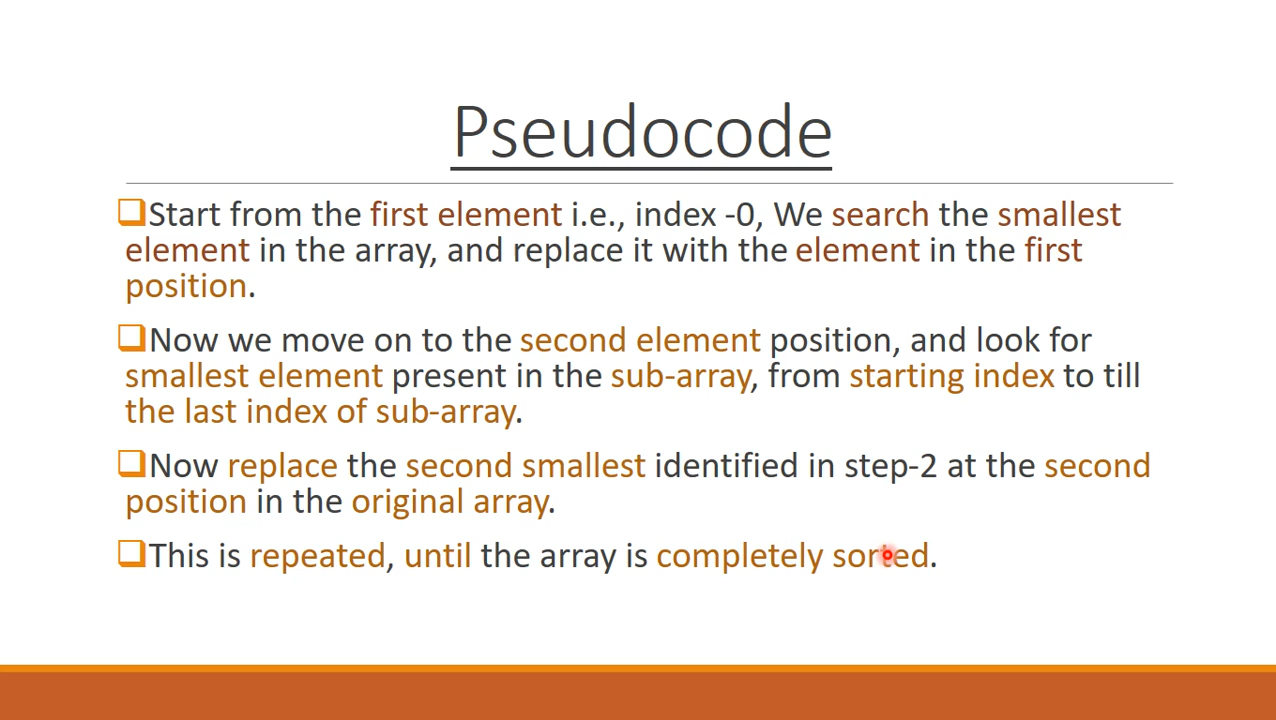 Pseudocode
Start from the first element i.e., index -0, We search the smallest
element in the array, and replace it with the element in the first
position.
Now we move on to the second element position, and look for
smallest element present in the sub-array, from starting index to till
the last index of sub-array.
Now replace the second smallest identified in step-2 at the second
position in the original array.
This is repeated, until the array is completely sorted.